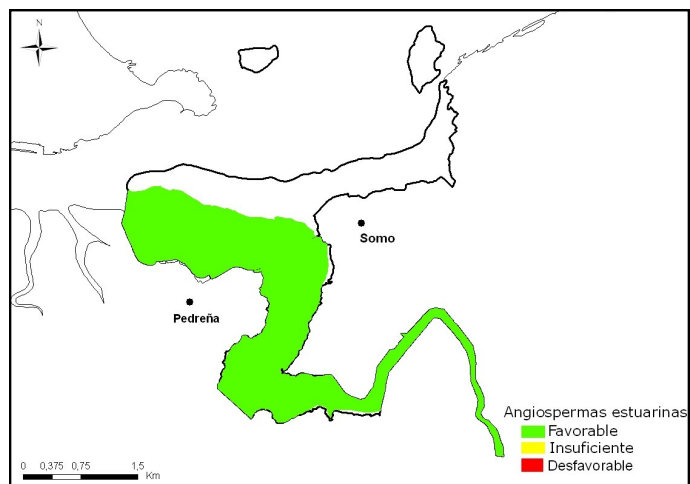 N
Somo
Pedreña
Angiospermas estuarinas
Favorable
Insuficiente
Desfavorable
0 0,375 0,75 1,5
Km